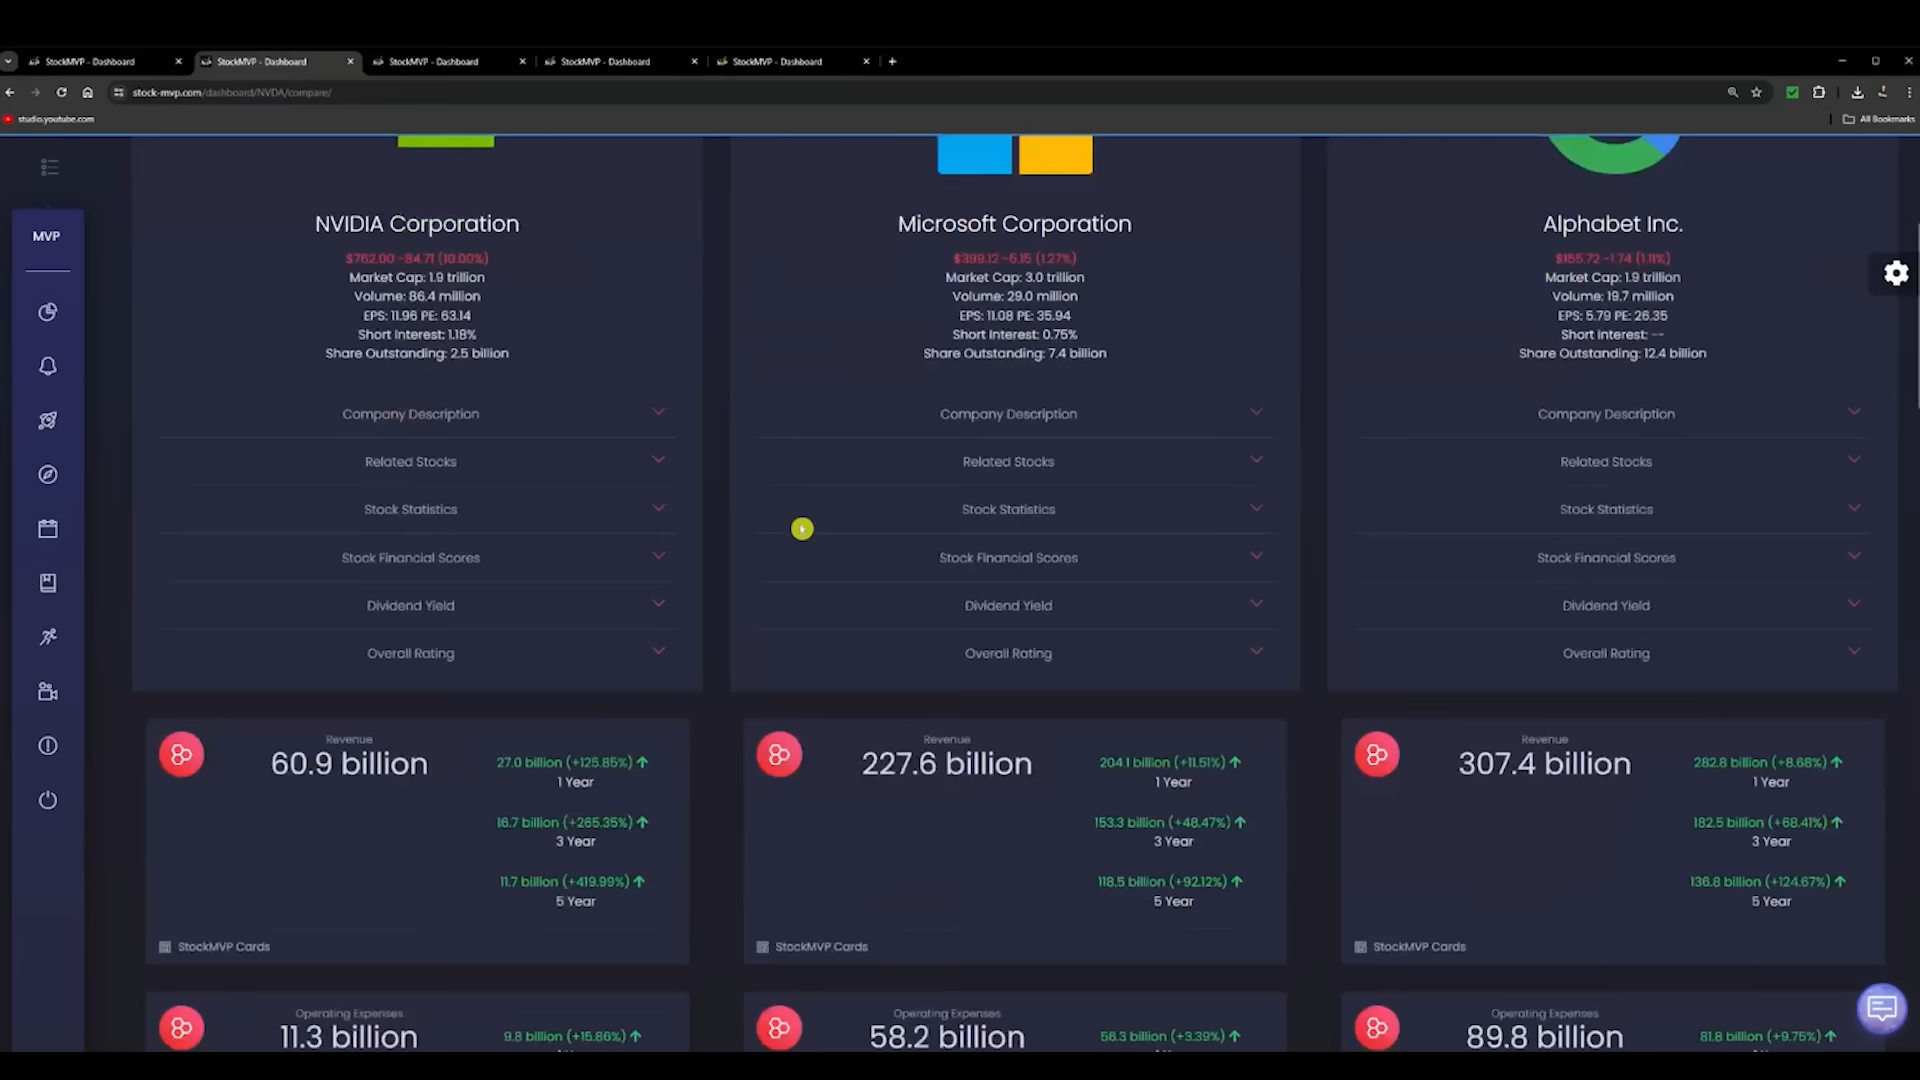 StockMVP - Dashboard
StockMVP - Dashboard
StockMVP - Dashboard
StockMVP - Dashboard
StockMVP - Dashboard
stock-mvp.com/dashboard/NVDA/compare/
studio.youtube.com
All Bookmarks
MVP
NVIDIA Corporation
$762.00 -84.71 (10.00%)
Market Cap: 1.9 trillion
Volume: 86.4 million
EPS: 11.96 PE: 63.14
Short Interest: 1.18%
Share Outstanding: 2.5 billion
Company Description
Related Stocks
Stock Statistics
Stock Financial Scores
Dividend Yield
Overall Rating
Microsoft Corporation
$399.12 -5.15 (1.27%)
Market Cap: 3.0 trillion
Volume: 29.0 million
EPS: 11.08 PE: 35.94
Short Interest: 0.75%
Share Outstanding: 7.4 billion
Company Description
Related Stocks
Stock Statistics
Stock Financial Scores
Dividend Yield
Overall Rating
Alphabet Inc.
$155.72 -1.74 (1.11%)
Market Cap: 1.9 trillion
Volume: 19.7 million
EPS: 5.79 PE: 26.35
Short Interest: --
Share Outstanding: 12.4 billion
Company Description
Related Stocks
Stock Statistics
Stock Financial Scores
Dividend Yield
Overall Rating
Revenue
60.9 billion
27.0 billion (+125.85%)
1 Year
16.7 billion (+265.35%)
3 Year
11.7 billion (+419.99%)
5 Year
StockMVP Cards
Revenue
227.6 billion
204.1 billion (+11.51%)
1 Year
153.3 billion (+48.47%)
3 Year
118.5 billion (+92.12%)
5 Year
StockMVP Cards
Revenue
307.4 billion
282.8 billion (+8.68%)
1 Year
182.5 billion (+68.41%)
3 Year
136.8 billion (+124.67%)
5 Year
StockMVP Cards
Operating Expenses
11.3 billion
9.8 billion (+15.86%)
Operating Expenses
58.2 billion
56.3 billion (+3.39%)
Operating Expenses
89.8 billion
81.8 billion (+9.75%)